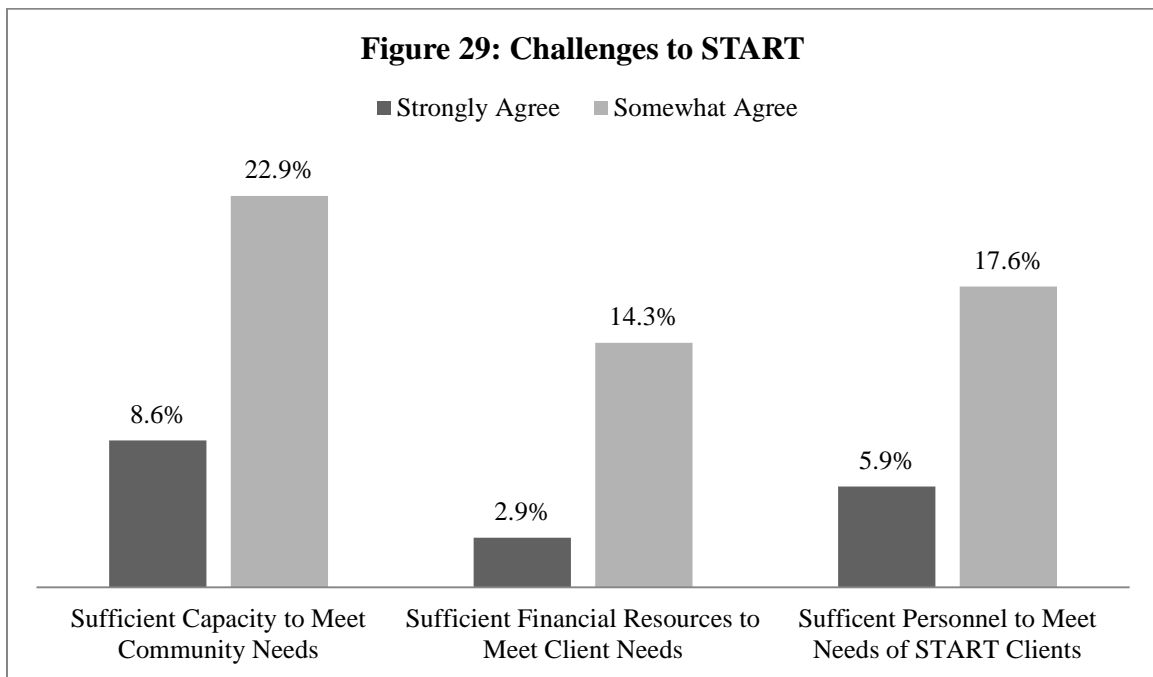 Figure 29: Challenges to START
Strongly Agree Somewhat Agree
22.9%
17.6%
14.3%
8.6%
5.9%
2.9%
Sufficient Capacity to Meet Community Needs
Sufficient Financial Resources to Meet Client Needs
Sufficent Personnel to Meet Needs of START Clients